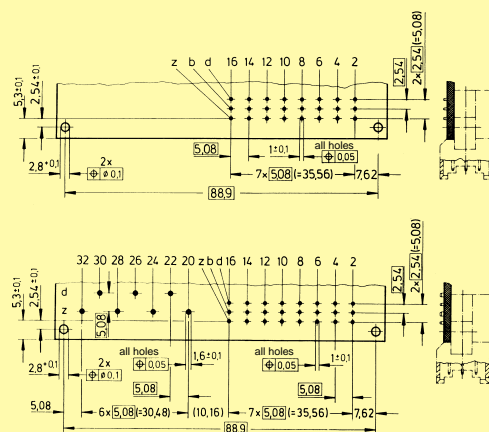 z b d 16 14 12 10 8 6 4 2
5,3±0,1
2,54±0,1
2,54
2×2,54(=5,08)
5,08 1±0,1 all holes
⌖ 0,05
2,8+0,1 2×
⌖ ø 0,1
7×5,08(=35,56) 7,62
88,9
32 30 28 26 24 22 20 z b d 16 14 12 10 8 6 4 2
d
z
5,3±0,1
2,54±0,1
5,08
2,54
2×2,54(=5,08)
all holes 1,6±0,1 all holes 1±0,1
2,8+0,1 2× ⌖ 0,05 ⌖ 0,05
⌖ ø 0,1
5,08 5,08
5,08 6×5,08(=30,48) (10,16) 7×5,08(=35,56) 7,62
88,9